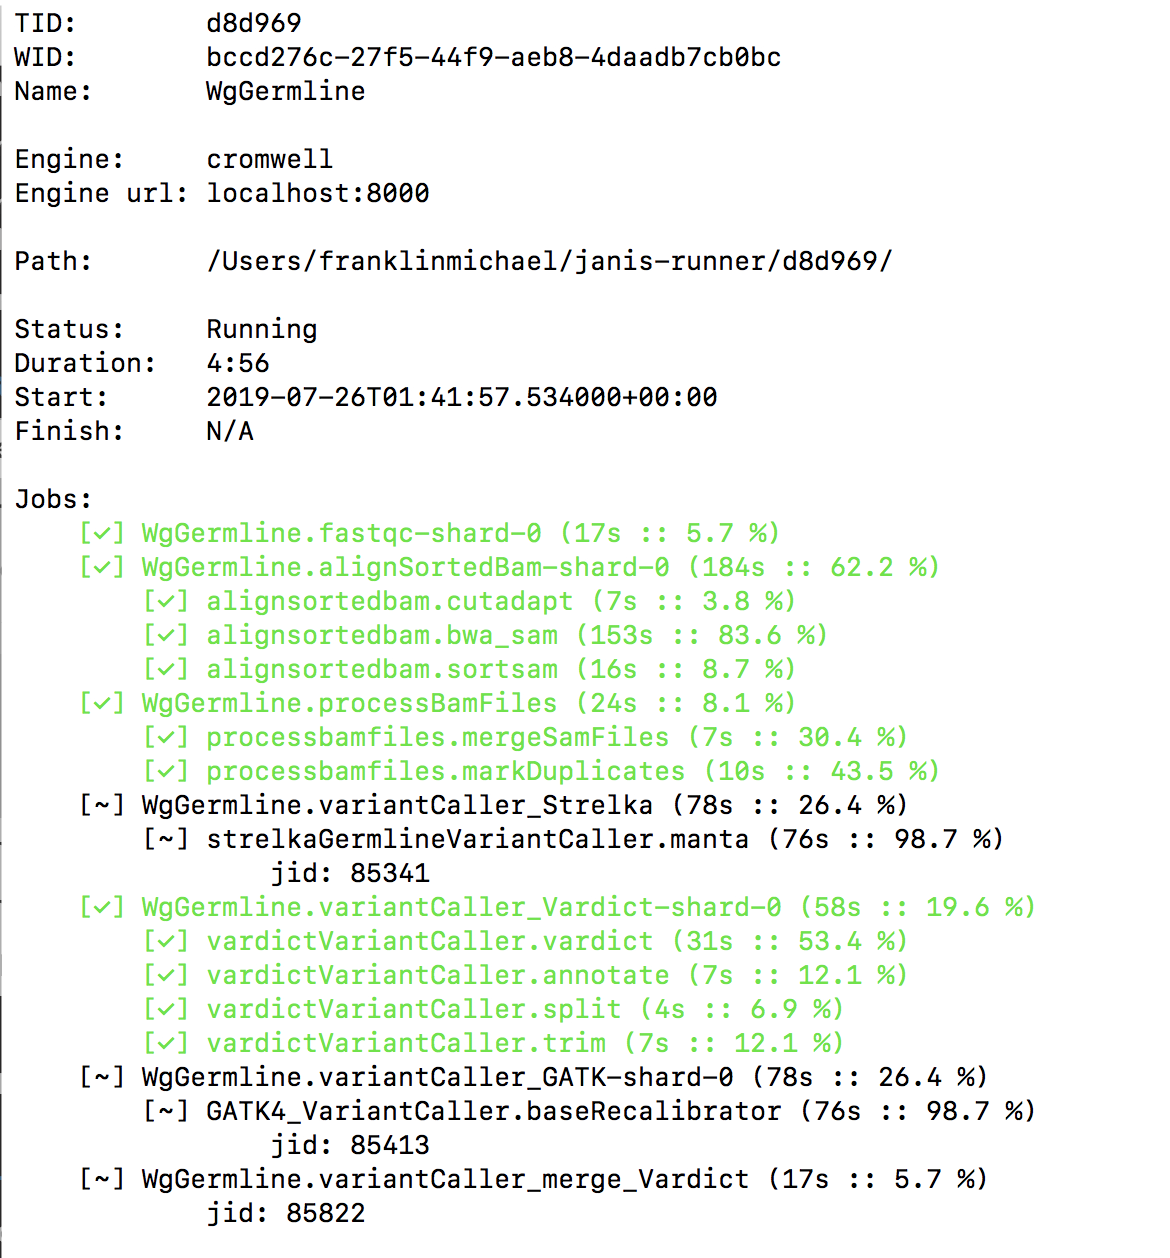 TID:        d8d969
WID:        bccd276c-27f5-44f9-aeb8-4daadb7cb0bc
Name:       WgGermline
Engine:     cromwell
Engine url: localhost:8000
Path:       /Users/franklinmichael/janis-runner/d8d969/
Status:     Running
Duration:   4:56
Start:      2019-07-26T01:41:57.534000+00:00
Finish:     N/A
Jobs:
    [✓] WgGermline.fastqc-shard-0 (17s :: 5.7 %)
    [✓] WgGermline.alignSortedBam-shard-0 (184s :: 62.2 %)
        [✓] alignsortedbam.cutadapt (7s :: 3.8 %)
        [✓] alignsortedbam.bwa_sam (153s :: 83.6 %)
        [✓] alignsortedbam.sortsam (16s :: 8.7 %)
    [✓] WgGermline.processBamFiles (24s :: 8.1 %)
        [✓] processbamfiles.mergeSamFiles (7s :: 30.4 %)
        [✓] processbamfiles.markDuplicates (10s :: 43.5 %)
    [~] WgGermline.variantCaller_Strelka (78s :: 26.4 %)
        [~] strelkaGermlineVariantCaller.manta (76s :: 98.7 %)
                jid: 85341
    [✓] WgGermline.variantCaller_Vardict-shard-0 (58s :: 19.6 %)
        [✓] vardictVariantCaller.vardict (31s :: 53.4 %)
        [✓] vardictVariantCaller.annotate (7s :: 12.1 %)
        [✓] vardictVariantCaller.split (4s :: 6.9 %)
        [✓] vardictVariantCaller.trim (7s :: 12.1 %)
    [~] WgGermline.variantCaller_GATK-shard-0 (78s :: 26.4 %)
        [~] GATK4_VariantCaller.baseRecalibrator (76s :: 98.7 %)
                jid: 85413
    [~] WgGermline.variantCaller_merge_Vardict (17s :: 5.7 %)
            jid: 85822